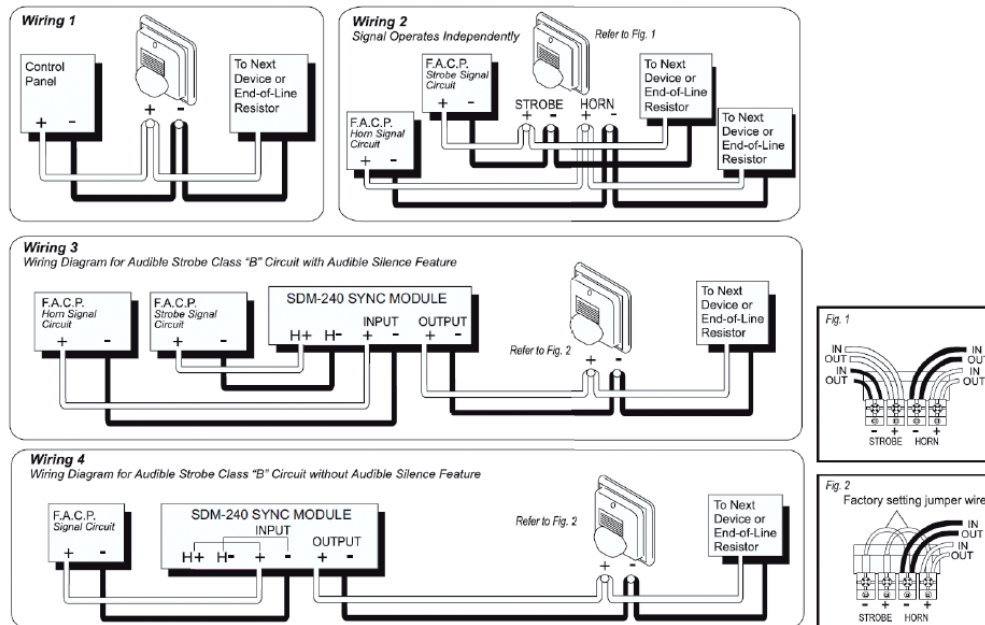 Wiring 1
Control
Panel
+ -
+ -
To Next
Device or
End-of-Line
Resistor
Wiring 2
Signal Operates Independently
Refer to Fig. 1
F.A.C.P.
Strobe Signal
Circuit
+ -
F.A.C.P.
Horn Signal
Circuit
+ -
STROBE HORN
+ - + -
To Next
Device or
End-of-Line
Resistor
To Next
Device or
End-of-Line
Resistor
Wiring 3
Wiring Diagram for Audible Strobe Class "B" Circuit with Audible Silence Feature
F.A.C.P.
Horn Signal
Circuit
+ -
F.A.C.P.
Strobe Signal
Circuit
+ -
SDM-240 SYNC MODULE
INPUT OUTPUT
H+ H- + - + -
Refer to Fig. 2
+ -
To Next
Device or
End-of-Line
Resistor
Wiring 4
Wiring Diagram for Audible Strobe Class "B" Circuit without Audible Silence Feature
F.A.C.P.
Signal Circuit
+ -
SDM-240 SYNC MODULE
INPUT
OUTPUT
H+ H- + - + -
Refer to Fig. 2
+ -
To Next
Device or
End-of-Line
Resistor
Fig. 1
IN
OUT
IN
OUT
IN
OUT
IN
OUT
- + - +
STROBE HORN
Fig. 2
Factory setting jumper wire
IN
OUT
IN
OUT
- + - +
STROBE HORN